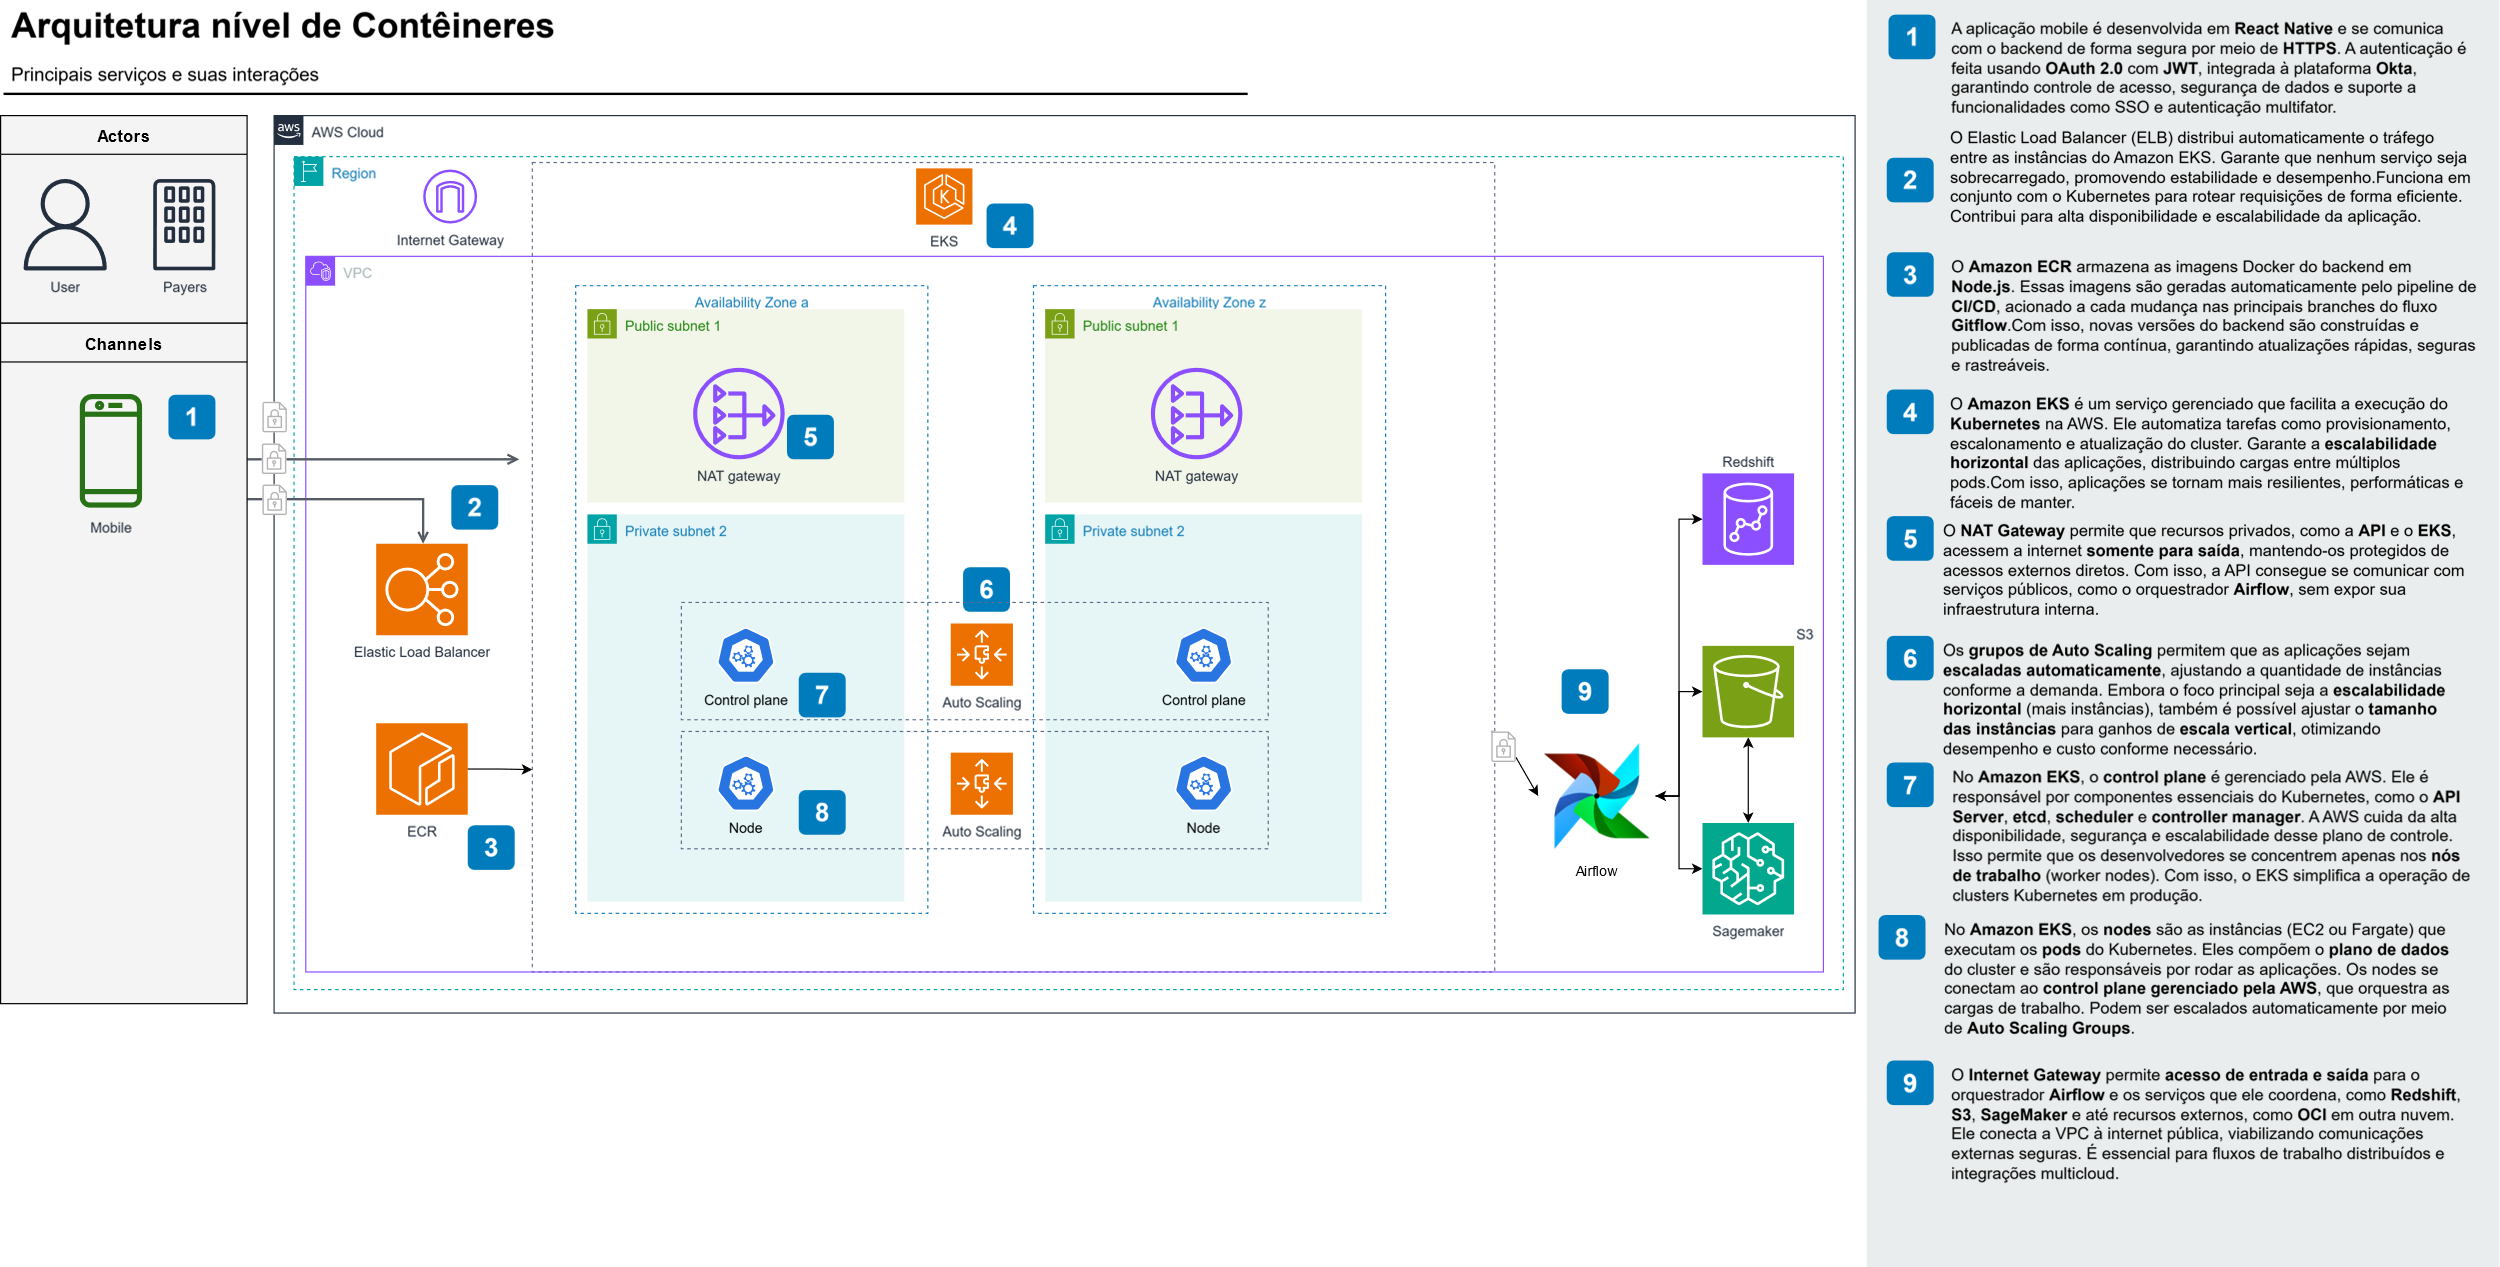 Arquitetura nível de Contêineres
Principais serviços e suas interações
Actors
User
Payers
Channels
1
Mobile
aws
AWS Cloud
Region
Internet Gateway
EKS
4
VPC
Availability Zone a
Public subnet 1
5
NAT gateway
Private subnet 2
Availability Zone z
Public subnet 1
NAT gateway
Private subnet 2
2
Elastic Load Balancer
ECR
3
6
Control plane
7
Auto Scaling
Control plane
Node
8
Auto Scaling
Node
9
Airflow
Redshift
S3
Sagemaker
1
A aplicação mobile é desenvolvida em React Native e se comunica
com o backend de forma segura por meio de HTTPS. A autenticação é
feita usando OAuth 2.0 com JWT, integrada à plataforma Okta,
garantindo controle de acesso, segurança de dados e suporte a
funcionalidades como SSO e autenticação multifator.
2
O Elastic Load Balancer (ELB) distribui automaticamente o tráfego
entre as instâncias do Amazon EKS. Garante que nenhum serviço seja
sobrecarregado, promovendo estabilidade e desempenho.Funciona em
conjunto com o Kubernetes para rotear requisições de forma eficiente.
Contribui para alta disponibilidade e escalabilidade da aplicação.
3
O Amazon ECR armazena as imagens Docker do backend em
Node.js. Essas imagens são geradas automaticamente pelo pipeline de
CI/CD, acionado a cada mudança nas principais branches do fluxo
Gitflow.Com isso, novas versões do backend são construídas e
publicadas de forma contínua, garantindo atualizações rápidas, seguras
e rastreáveis.
4
O Amazon EKS é um serviço gerenciado que facilita a execução do
Kubernetes na AWS. Ele automatiza tarefas como provisionamento,
escalonamento e atualização do cluster. Garante a escalabilidade
horizontal das aplicações, distribuindo cargas entre múltiplos
pods.Com isso, aplicações se tornam mais resilientes, performáticas e
fáceis de manter.
5
O NAT Gateway permite que recursos privados, como a API e o EKS,
acessem a internet somente para saída, mantendo-os protegidos de
acessos externos diretos. Com isso, a API consegue se comunicar com
serviços públicos, como o orquestrador Airflow, sem expor sua
infraestrutura interna.
6
Os grupos de Auto Scaling permitem que as aplicações sejam
escaladas automaticamente, ajustando a quantidade de instâncias
conforme a demanda. Embora o foco principal seja a escalabilidade
horizontal (mais instâncias), também é possível ajustar o tamanho
das instâncias para ganhos de escala vertical, otimizando
desempenho e custo conforme necessário.
7
No Amazon EKS, o control plane é gerenciado pela AWS. Ele é
responsável por componentes essenciais do Kubernetes, como o API
Server, etcd, scheduler e controller manager. A AWS cuida da alta
disponibilidade, segurança e escalabilidade desse plano de controle.
Isso permite que os desenvolvedores se concentrem apenas nos nós
de trabalho (worker nodes). Com isso, o EKS simplifica a operação de
clusters Kubernetes em produção.
8
No Amazon EKS, os nodes são as instâncias (EC2 ou Fargate) que
executam os pods do Kubernetes. Eles compõem o plano de dados
do cluster e são responsáveis por rodar as aplicações. Os nodes se
conectam ao control plane gerenciado pela AWS, que orquestra as
cargas de trabalho. Podem ser escalados automaticamente por meio
de Auto Scaling Groups.
9
O Internet Gateway permite acesso de entrada e saída para o
orquestrador Airflow e os serviços que ele coordena, como Redshift,
S3, SageMaker e até recursos externos, como OCI em outra nuvem.
Ele conecta a VPC à internet pública, viabilizando comunicações
externas seguras. É essencial para fluxos de trabalho distribuídos e
integrações multicloud.